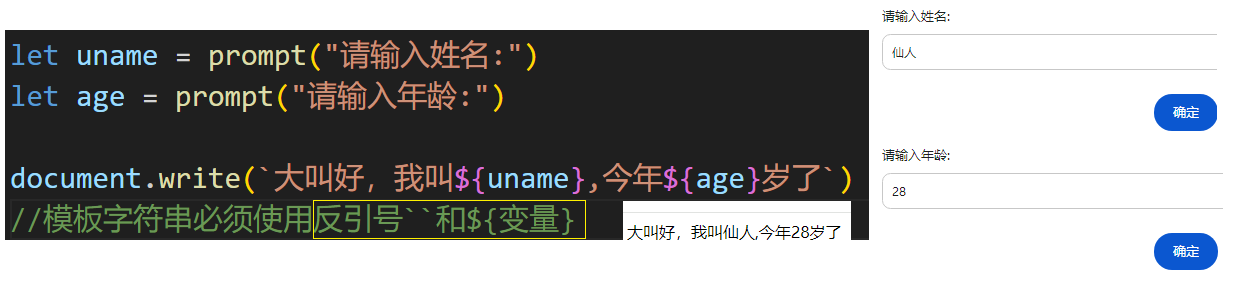 let uname = prompt("请输入姓名:")
let age = prompt("请输入年龄:")
document.write(`大叫好，我叫${uname},今年${age}岁了`)
//模板字符串必须使用反引号``和${变量}
大叫好，我叫仙人,今年28岁了
请输入姓名:
仙人
确定
请输入年龄:
28
确定